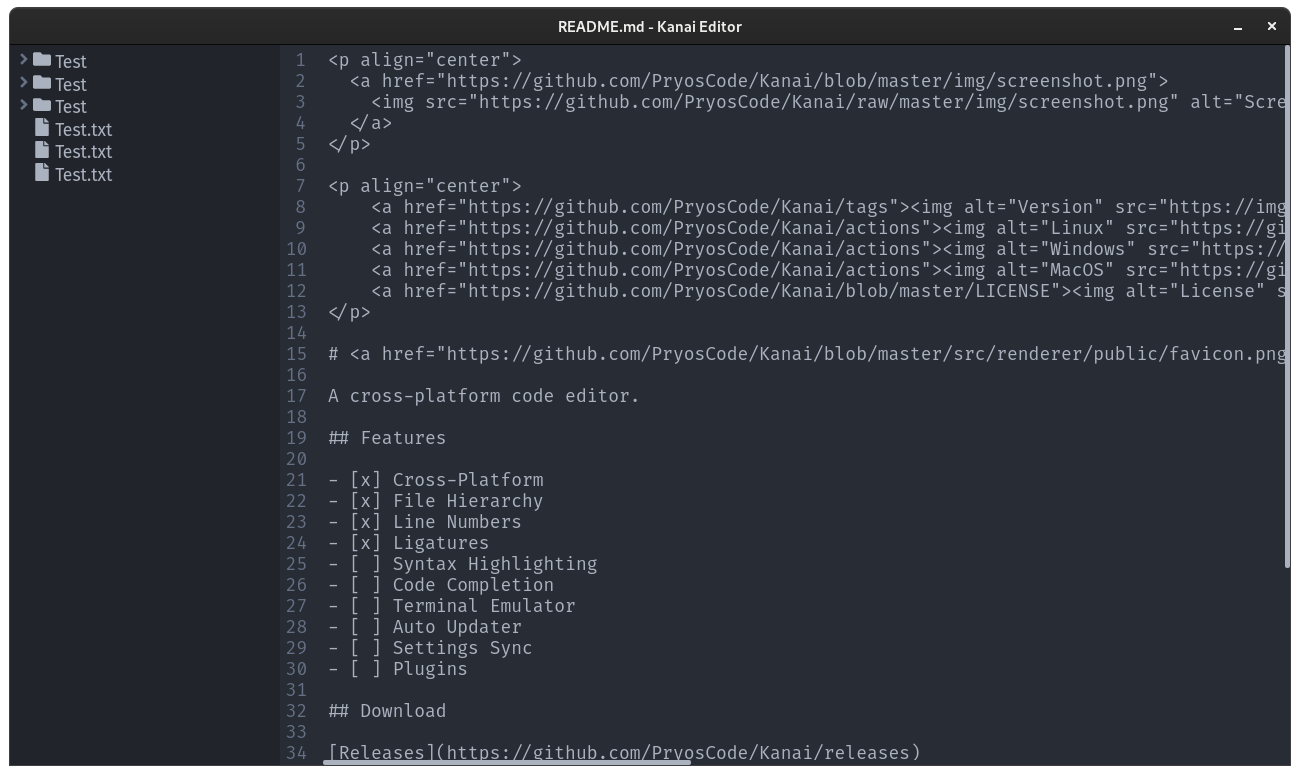 README.md - Kanai Editor
Test
Test
Test
Test.txt
Test.txt
Test.txt
1 <p align="center">
2   <a href="https://github.com/PryosCode/Kanai/blob/master/img/screenshot.png">
3     <img src="https://github.com/PryosCode/Kanai/raw/master/img/screenshot.png" alt="Scre
4   </a>
5 </p>
6
7 <p align="center">
8     <a href="https://github.com/PryosCode/Kanai/tags"><img alt="Version" src="https://img
9     <a href="https://github.com/PryosCode/Kanai/actions"><img alt="Linux" src="https://gi
10     <a href="https://github.com/PryosCode/Kanai/actions"><img alt="Windows" src="https://
11     <a href="https://github.com/PryosCode/Kanai/actions"><img alt="MacOS" src="https://gi
12     <a href="https://github.com/PryosCode/Kanai/blob/master/LICENSE"><img alt="License" s
13 </p>
14
15 # <a href="https://github.com/PryosCode/Kanai/blob/master/src/renderer/public/favicon.png
16
17 A cross-platform code editor.
18
19 ## Features
20
21 - [x] Cross-Platform
22 - [x] File Hierarchy
23 - [x] Line Numbers
24 - [x] Ligatures
25 - [ ] Syntax Highlighting
26 - [ ] Code Completion
27 - [ ] Terminal Emulator
28 - [ ] Auto Updater
29 - [ ] Settings Sync
30 - [ ] Plugins
31
32 ## Download
33
34 [Releases](https://github.com/PryosCode/Kanai/releases)